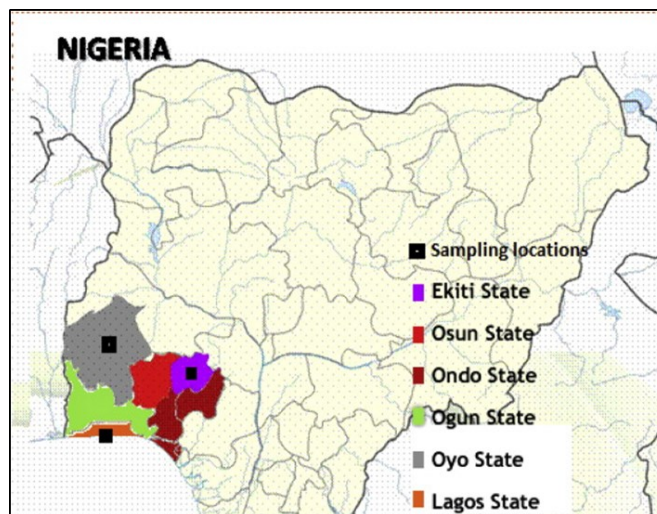 NIGERIA
Sampling locations
Ekiti State
Osun State
Ondo State
Ogun State
Oyo State
Lagos State